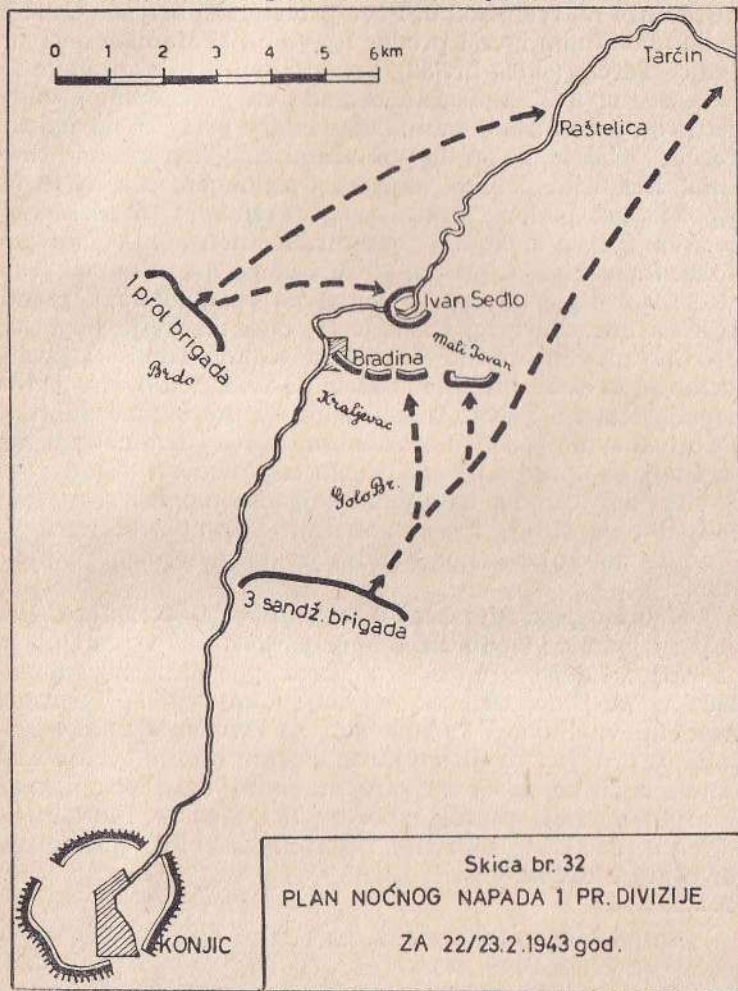 0 1 2 3 4 5 6 km
Tarčin
Raštelica
Ivan Sedlo
1 prol brigada
Brdo
Bradina
Mali Jovan
Kraljevac
Golo Br.
3 sandž. brigada
KONJIC
Skica br. 32
PLAN NOĆNOG NAPADA 1 PR. DIVIZIJE
ZA 22/23.2.1943 god.